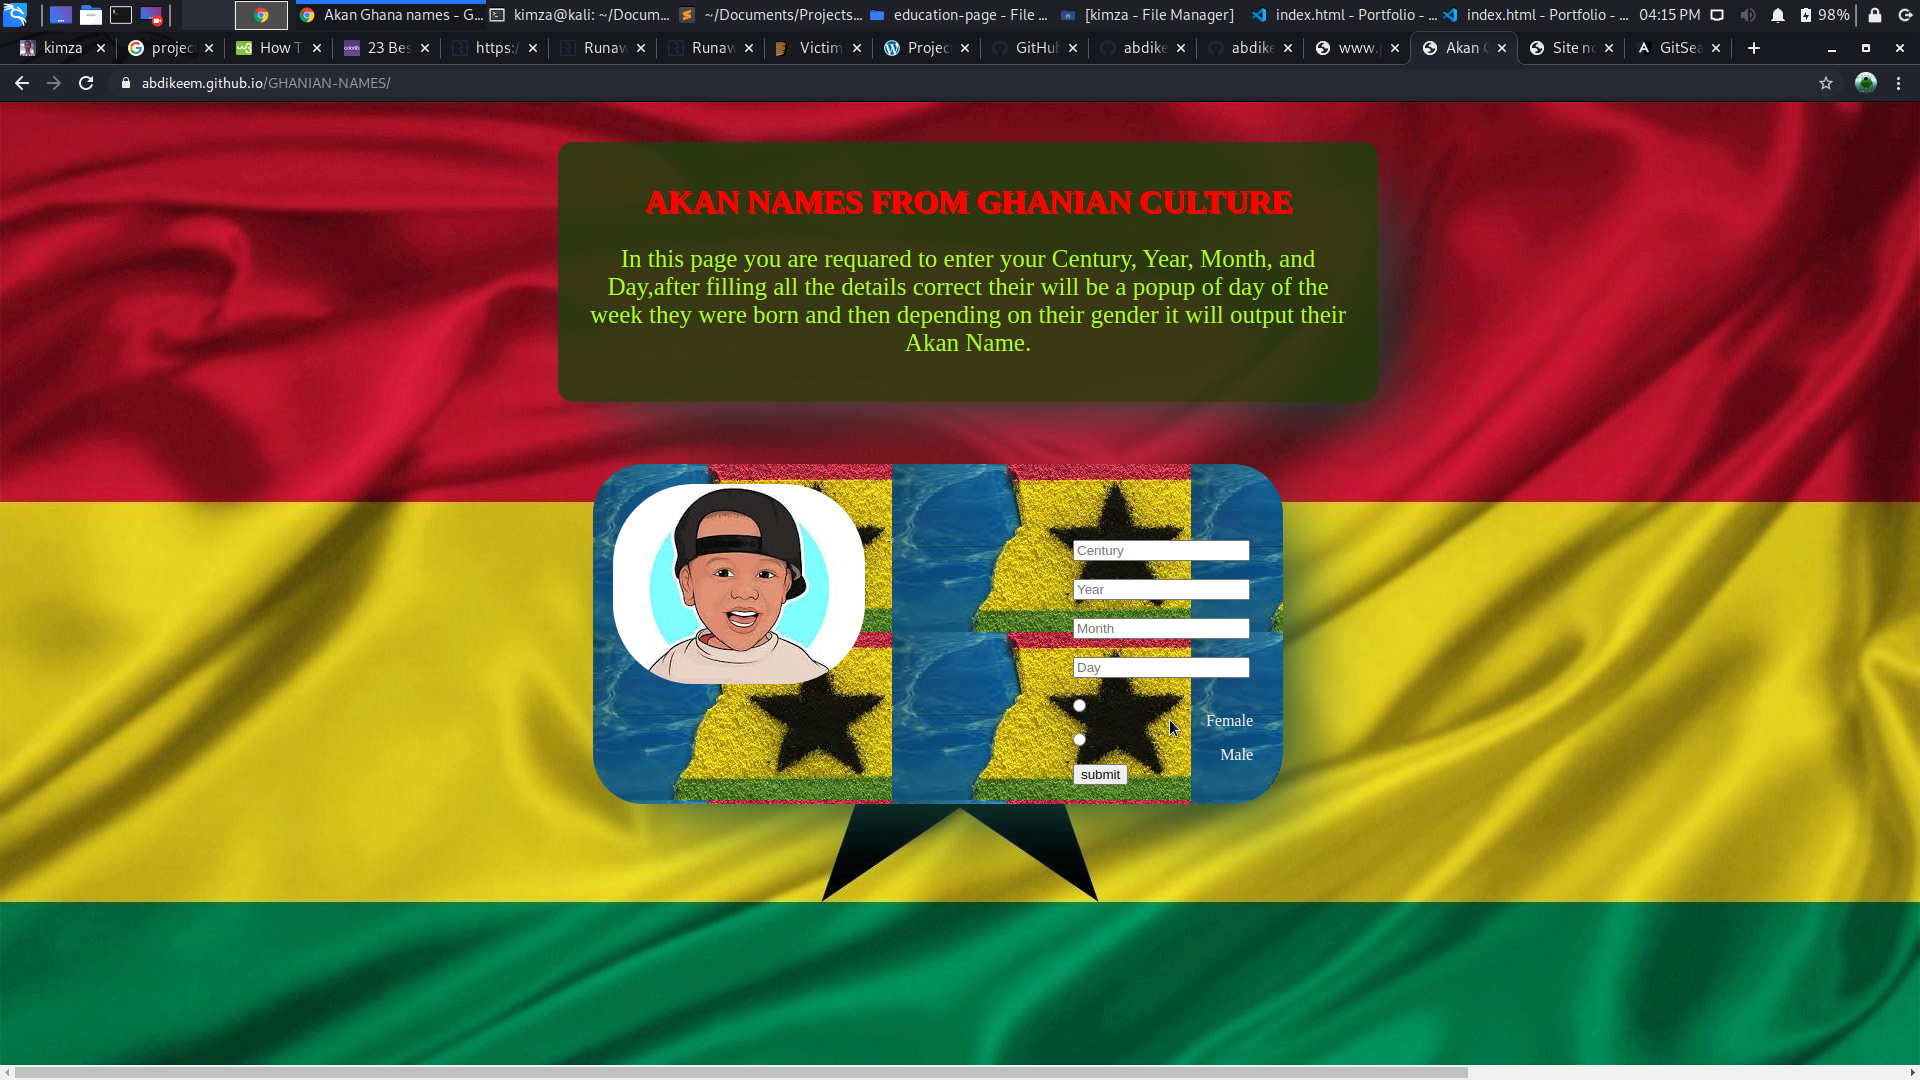 Akan Ghana names - G...
kimza@kali: ~/Docum...
~/Documents/Projects...
education-page - File ...
[kimza - File Manager]
index.html - Portfolio - ...
index.html - Portfolio - ...
04:15 PM
98%
kimza
projec
How T
23 Bes
https:/
Runaw
Runaw
Victim
Projec
GitHub
abdike
abdike
www.
Akan
Site no
GitSea
abdikeem.github.io/GHANIAN-NAMES/
AKAN NAMES FROM GHANIAN CULTURE
In this page you are requared to enter your Century, Year, Month, and
Day,after filling all the details correct their will be a popup of day of the
week they were born and then depending on their gender it will output their
Akan Name.
Century
Year
Month
Day
Female
Male
submit